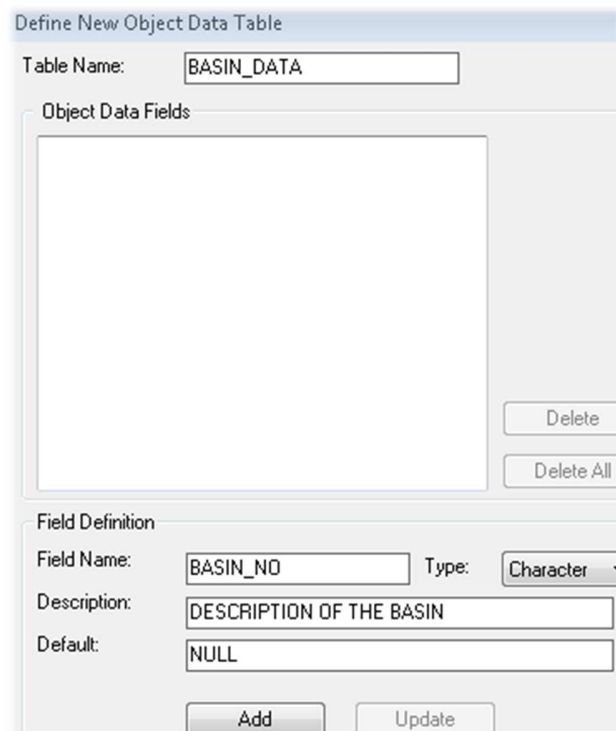 Define New Object Data Table
Table Name: BASIN_DATA
Object Data Fields
Delete
Delete All
Field Definition
Field Name: BASIN_NO Type: Character
Description: DESCRIPTION OF THE BASIN
Default: NULL
Add Update